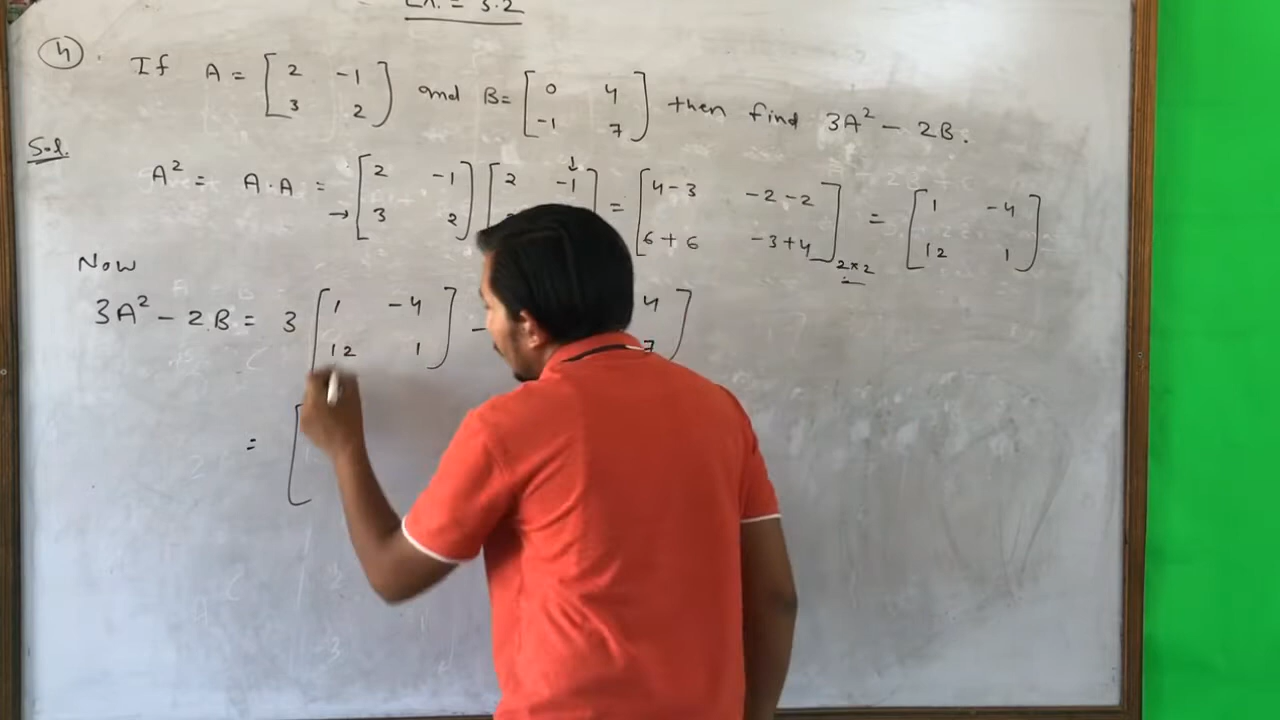 Ex. = 3.2
4. If A = [2 -1 3 2] and B= [0 4 -1 7] then find 3A² - 2B.
Sol.
A² = A·A = [2 -1 → 3 2] [2 ↓ -1 = [4-3 -2-2 6+6 -3+4]2×2 = [1 -4 12 1]
Now
3A² - 2B = 3 [1 -4 12 1] - 4 7]
= [